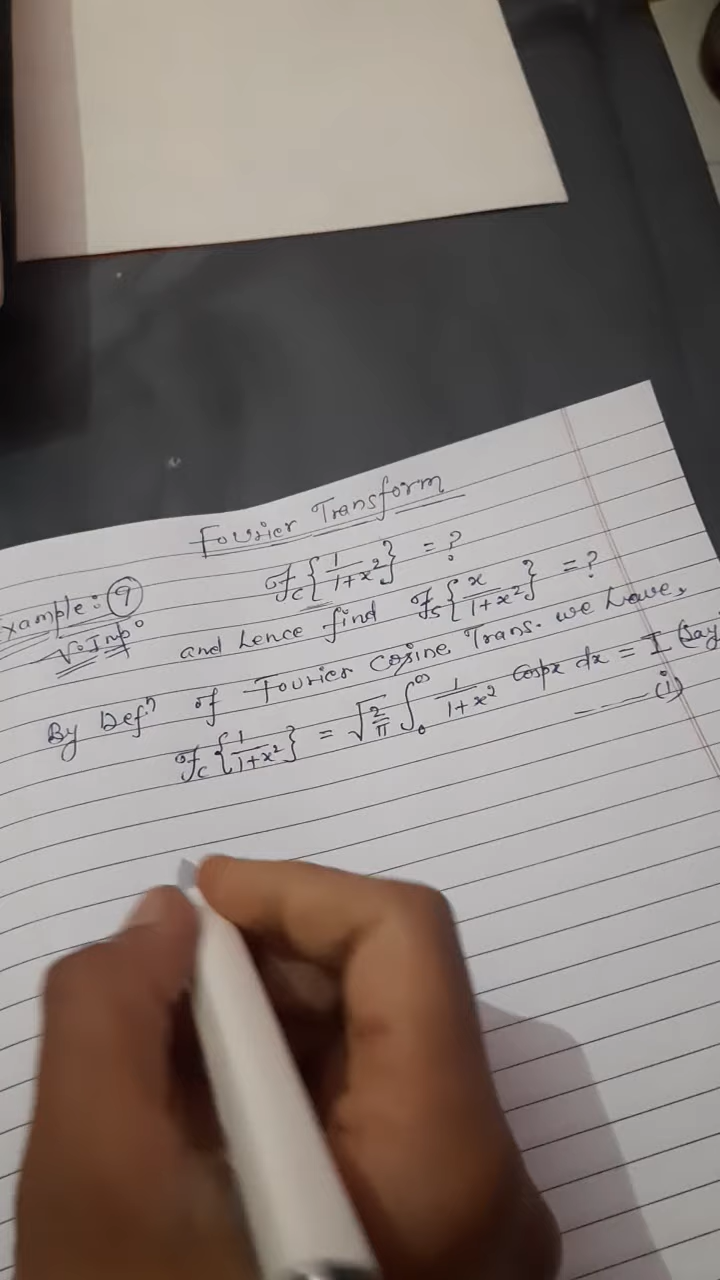 Fourier Transform
Example: 9 Fc{1/1+x²} = ?
V. Imp. and hence find Fs{x/1+x²} = ?
By Defⁿ of Fourier Cosine Trans. we have,
Fc{1/1+x²} = √2/π ∫₀^∞ 1/1+x² Cospx dx = I (say
---- (i)